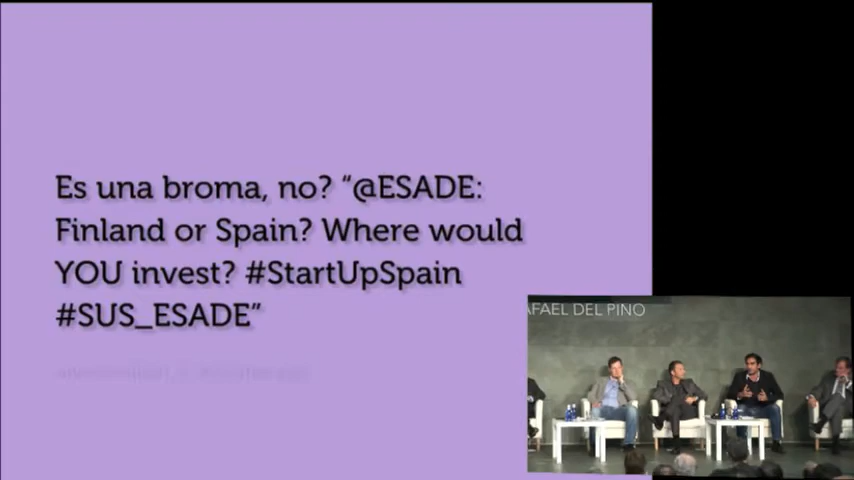 Es una broma, no? “@ESADE:
Finland or Spain? Where would
YOU invest? #StartUpSpain
#SUS_ESADE”
AFAEL DEL PINO